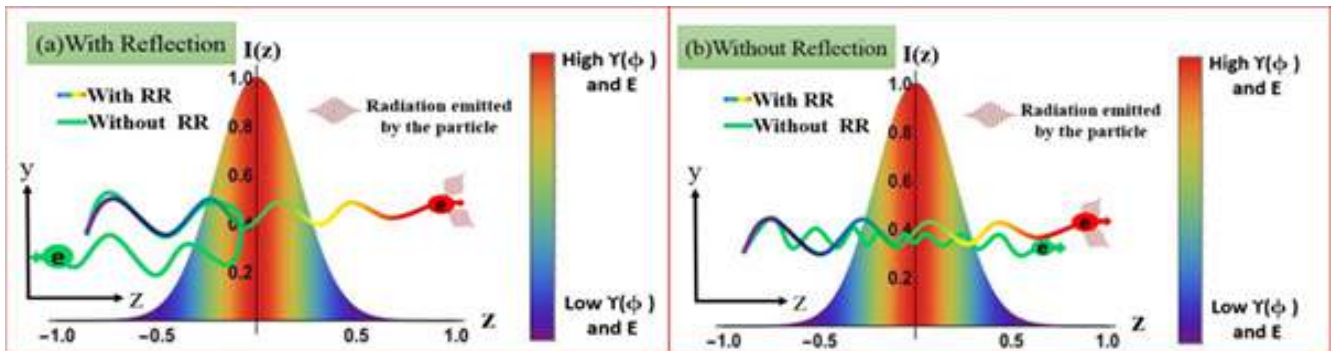 (a)With Reflection
I(z)
1.0
With RR
Without RR
0.8
0.6
0.4
0.2
Radiation emitted
by the particle
High ϒ(ϕ )
and E
Low ϒ(ϕ )
and E
y
z
e
e
−1.0
−0.5
0.5
1.0
z
(b)Without Reflection
I(z)
1.0
With RR
Without RR
0.8
0.6
0.4
0.2
Radiation emitted
by the particle
High ϒ(ϕ )
and E
Low ϒ(ϕ )
and E
y
z
e
e
−1.0
−0.5
0.5
1.0
z